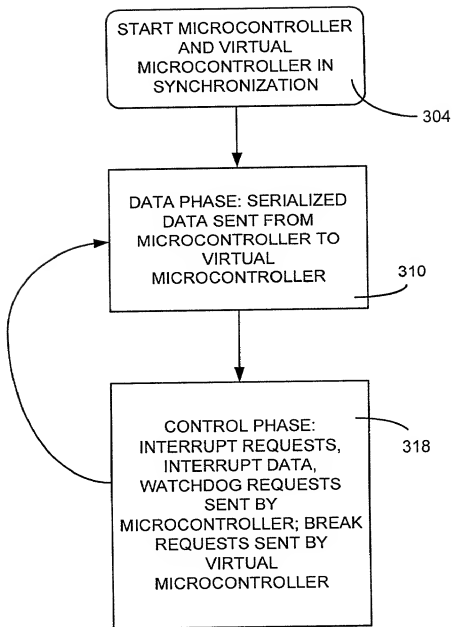 START MICROCONTROLLER
AND VIRTUAL
MICROCONTROLLER IN
SYNCHRONIZATION
304
DATA PHASE: SERIALIZED
DATA SENT FROM
MICROCONTROLLER TO
VIRTUAL
MICROCONTROLLER
310
CONTROL PHASE:
INTERRUPT REQUESTS,
INTERRUPT DATA,
WATCHDOG REQUESTS
SENT BY
MICROCONTROLLER; BREAK
REQUESTS SENT BY
VIRTUAL
MICROCONTROLLER
318